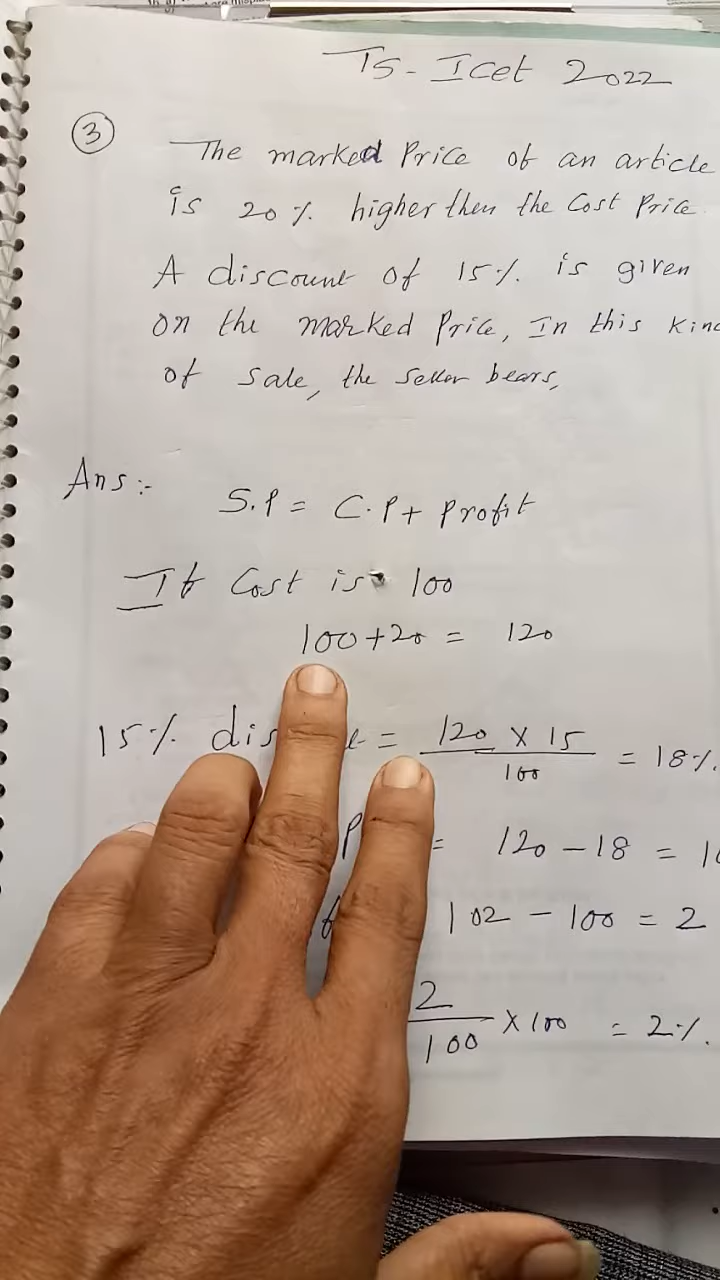 TS - Icet 2022
3
The marked Price of an article
is 20 % higher then the Cost Price.
A discount of 15 % is given
on the marked Price, In this kind
of sale, the seller bears,
Ans :-
S.P = C.P + Profit
If Cost is 100
100 + 20 = 120
15 % = 120 X 15 / 100 = 18 %.
P = 120 - 18 =
102 - 100 = 2
2 / 100 X 100 = 2 %.